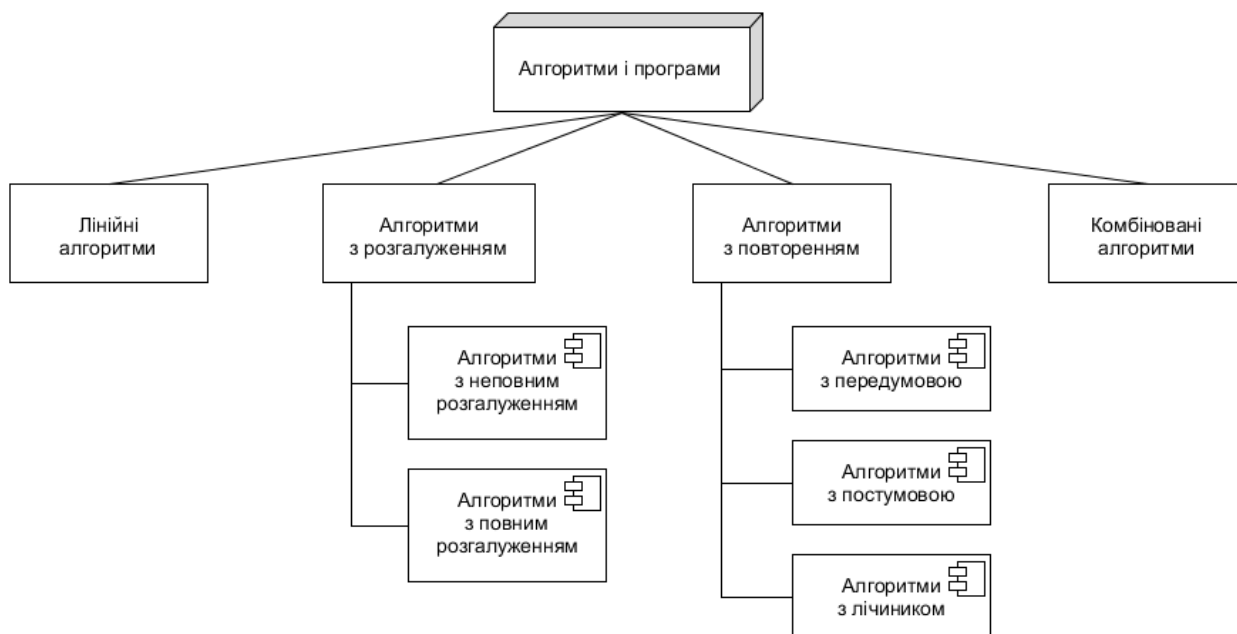 Алгоритми і програми
Лінійні
алгоритми
Алгоритми
з розгалуженням
Алгоритми
з повторенням
Комбіновані
алгоритми
Алгоритми
з неповним
розгалуженням
Алгоритми
з повним
розгалуженням
Алгоритми
з передумовою
Алгоритми
з постумовою
Алгоритми
з лічиником